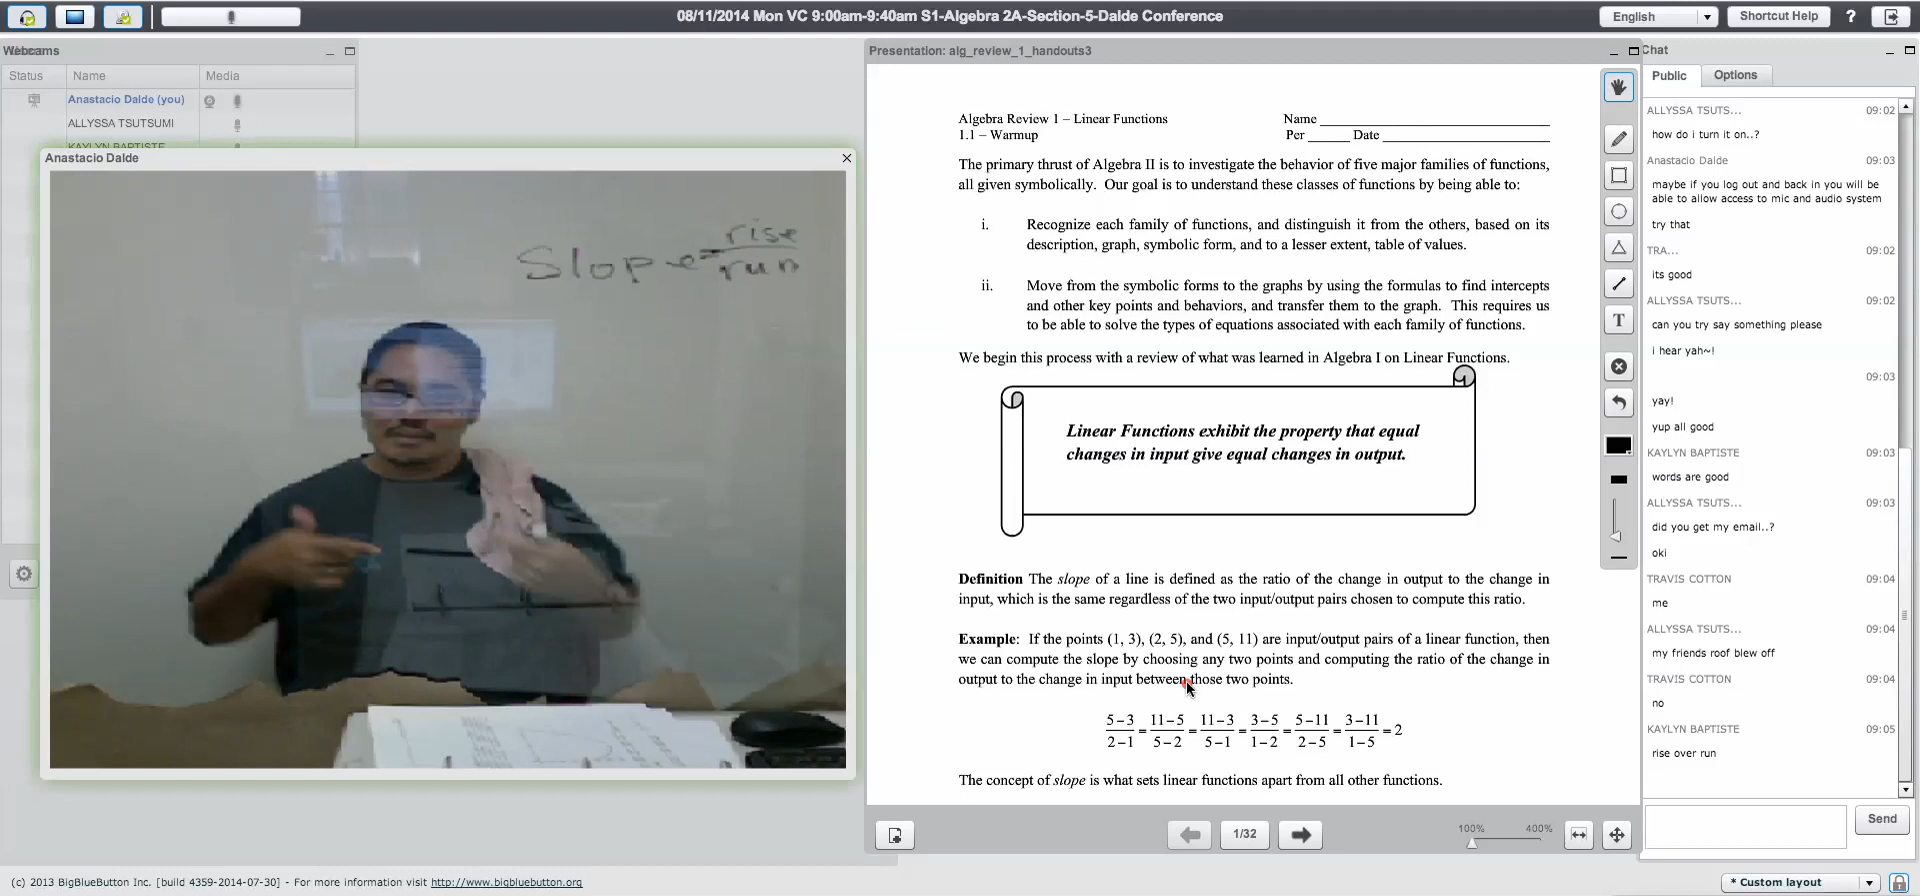 08/11/2014 Mon VC 9:00am-9:40am S1-Algebra 2A-Section-5-Dalde Conference
English
Shortcut Help
?
Webcams
Status Name Media
Anastacio Dalde (you)
ALLYSSA TSUTSUMI
KAYLYN BAPTISTE
Anastacio Dalde
Slope = rise
run
Presentation: alg_review_1_handouts3
Algebra Review 1 – Linear Functions Name
1.1 – Warmup Per Date
The primary thrust of Algebra II is to investigate the behavior of five major families of functions,
all given symbolically. Our goal is to understand these classes of functions by being able to:
i. Recognize each family of functions, and distinguish it from the others, based on its
description, graph, symbolic form, and to a lesser extent, table of values.
ii. Move from the symbolic forms to the graphs by using the formulas to find intercepts
and other key points and behaviors, and transfer them to the graph. This requires us
to be able to solve the types of equations associated with each family of functions.
We begin this process with a review of what was learned in Algebra I on Linear Functions.
Linear Functions exhibit the property that equal
changes in input give equal changes in output.
Definition The slope of a line is defined as the ratio of the change in output to the change in
input, which is the same regardless of the two input/output pairs chosen to compute this ratio.
Example: If the points (1, 3), (2, 5), and (5, 11) are input/output pairs of a linear function, then
we can compute the slope by choosing any two points and computing the ratio of the change in
output to the change in input between those two points.
5–3 11–5 11–3 3–5 5–11 3–11
= = = = = = 2
2–1 5–2 5–1 1–2 2–5 1–5
The concept of slope is what sets linear functions apart from all other functions.
T
1/32
100% 400%
Chat
Public Options
ALLYSSA TSUTS... 09:02
how do i turn it on..?
Anastacio Dalde 09:03
maybe if you log out and back in you will be
able to allow access to mic and audio system
try that
TRA... 09:02
its good
ALLYSSA TSUTS... 09:02
can you try say something please
i hear yah~!
09:03
yay!
yup all good
KAYLYN BAPTISTE 09:03
words are good
ALLYSSA TSUTS... 09:03
did you get my email..?
oki
TRAVIS COTTON 09:04
me
ALLYSSA TSUTS... 09:04
my friends roof blew off
TRAVIS COTTON 09:04
no
KAYLYN BAPTISTE 09:05
rise over run
Send
(c) 2013 BigBlueButton Inc. [build 4359-2014-07-30] - For more information visit http://www.bigbluebutton.org
* Custom layout